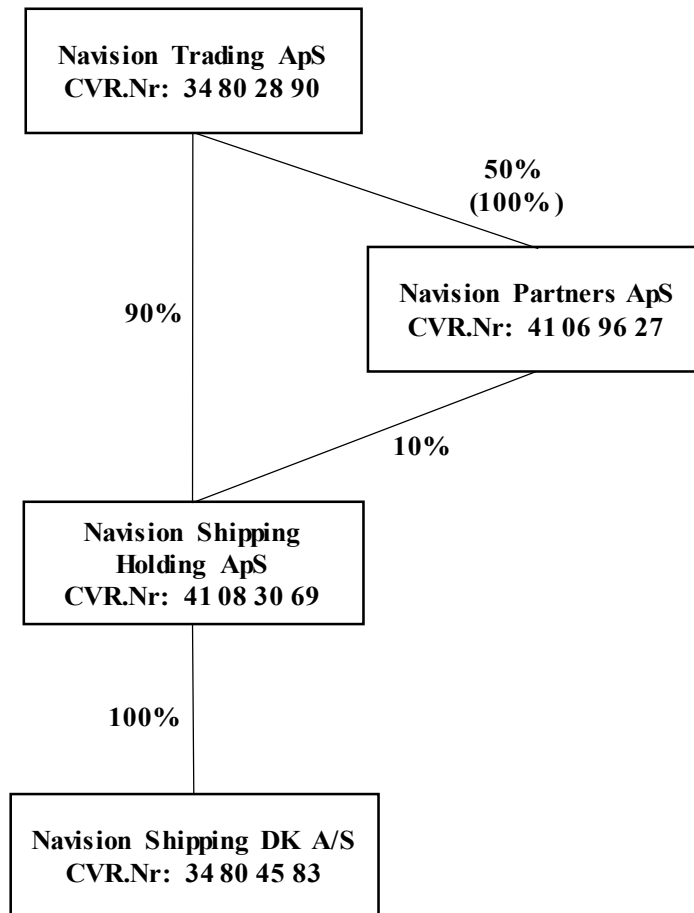 Navision Trading ApS
CVR.Nr: 34 80 28 90
50%
(100%)
Navision Partners ApS
CVR.Nr: 41 06 96 27
90%
10%
Navision Shipping
Holding ApS
CVR.Nr: 41 08 30 69
100%
Navision Shipping DK A/S
CVR.Nr: 34 80 45 83